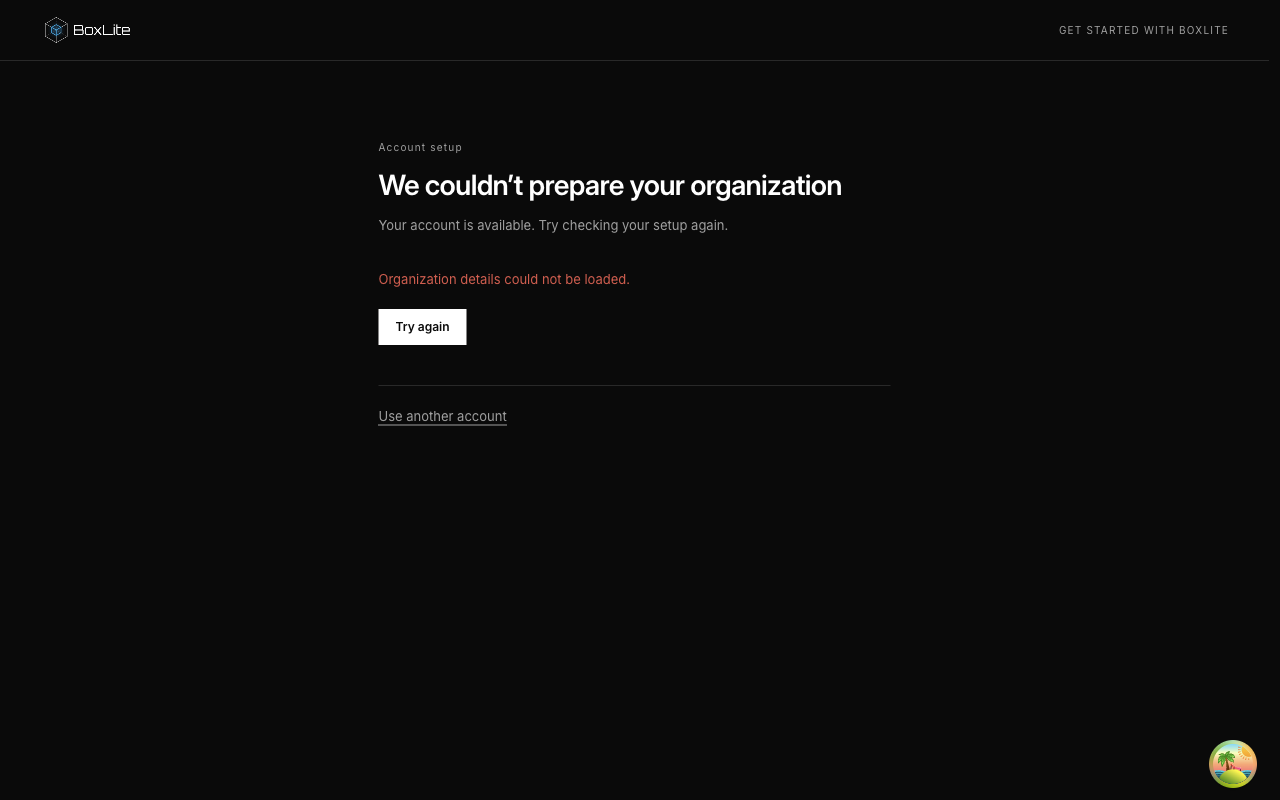 BoxLite
GET STARTED WITH BOXLITE
Account setup
We couldn’t prepare your organization
Your account is available. Try checking your setup again.
Organization details could not be loaded.
Try again
Use another account